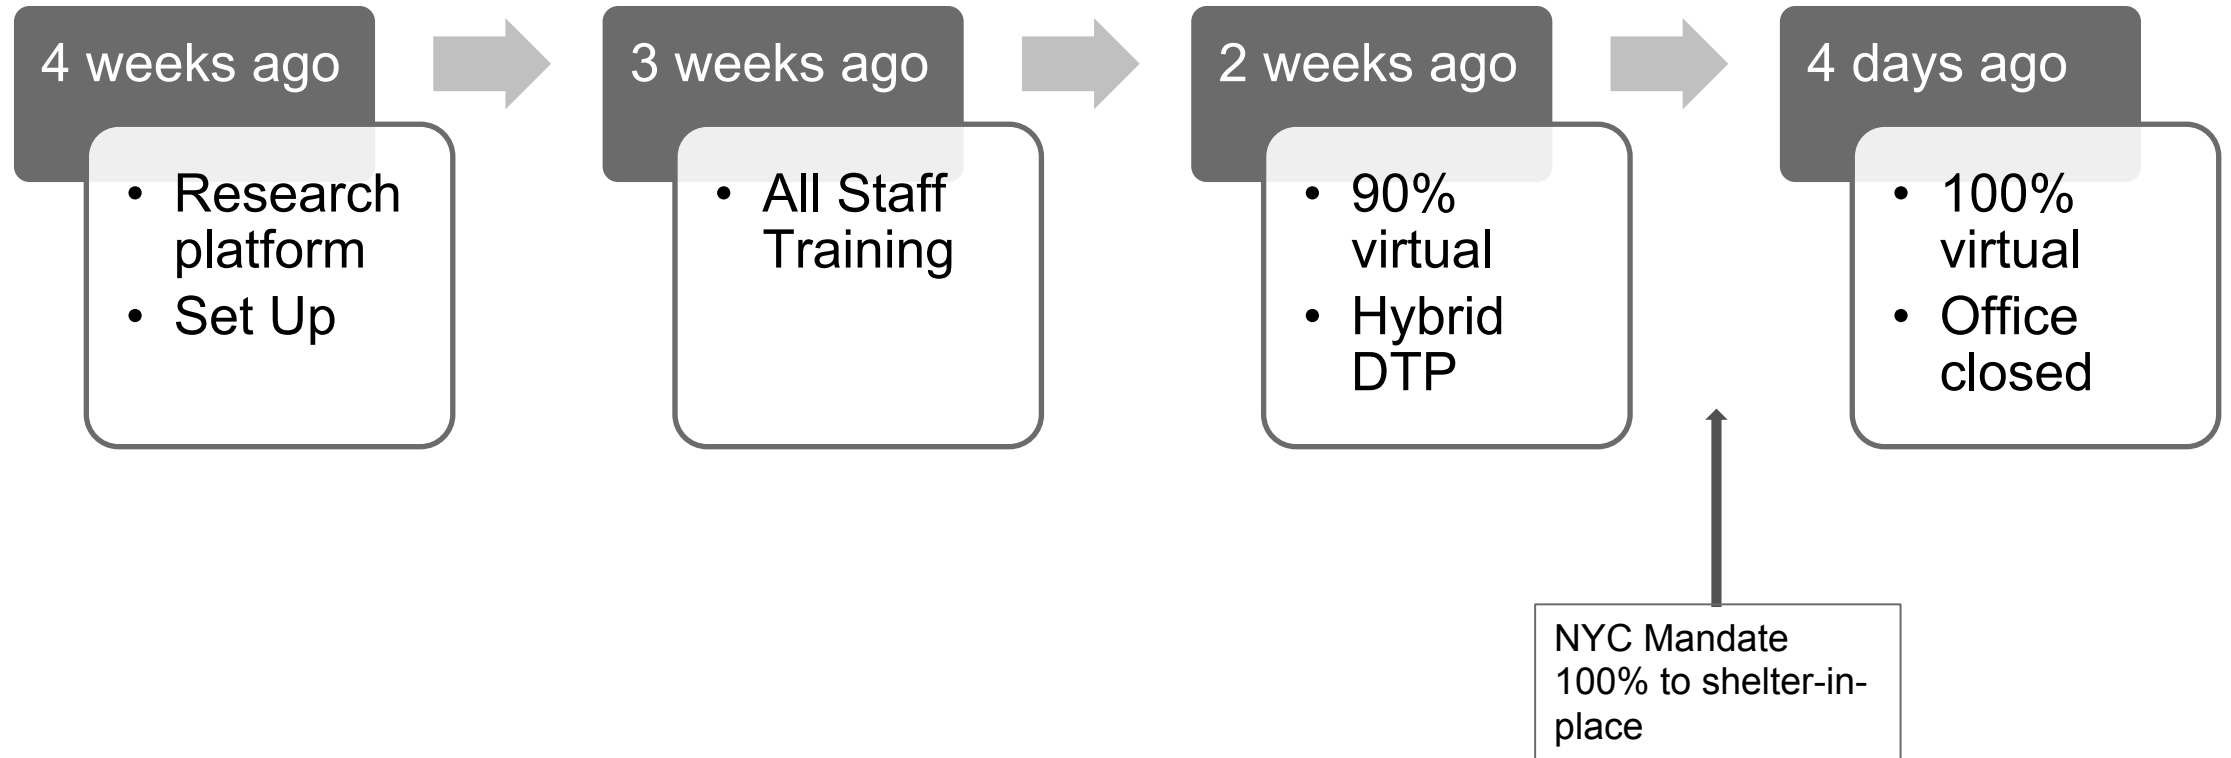 4 weeks ago
• Research
platform
• Set Up
3 weeks ago
• All Staff
Training
2 weeks ago
• 90%
virtual
• Hybrid
DTP
4 days ago
• 100%
virtual
• Office
closed
NYC Mandate
100% to shelter-in-
place